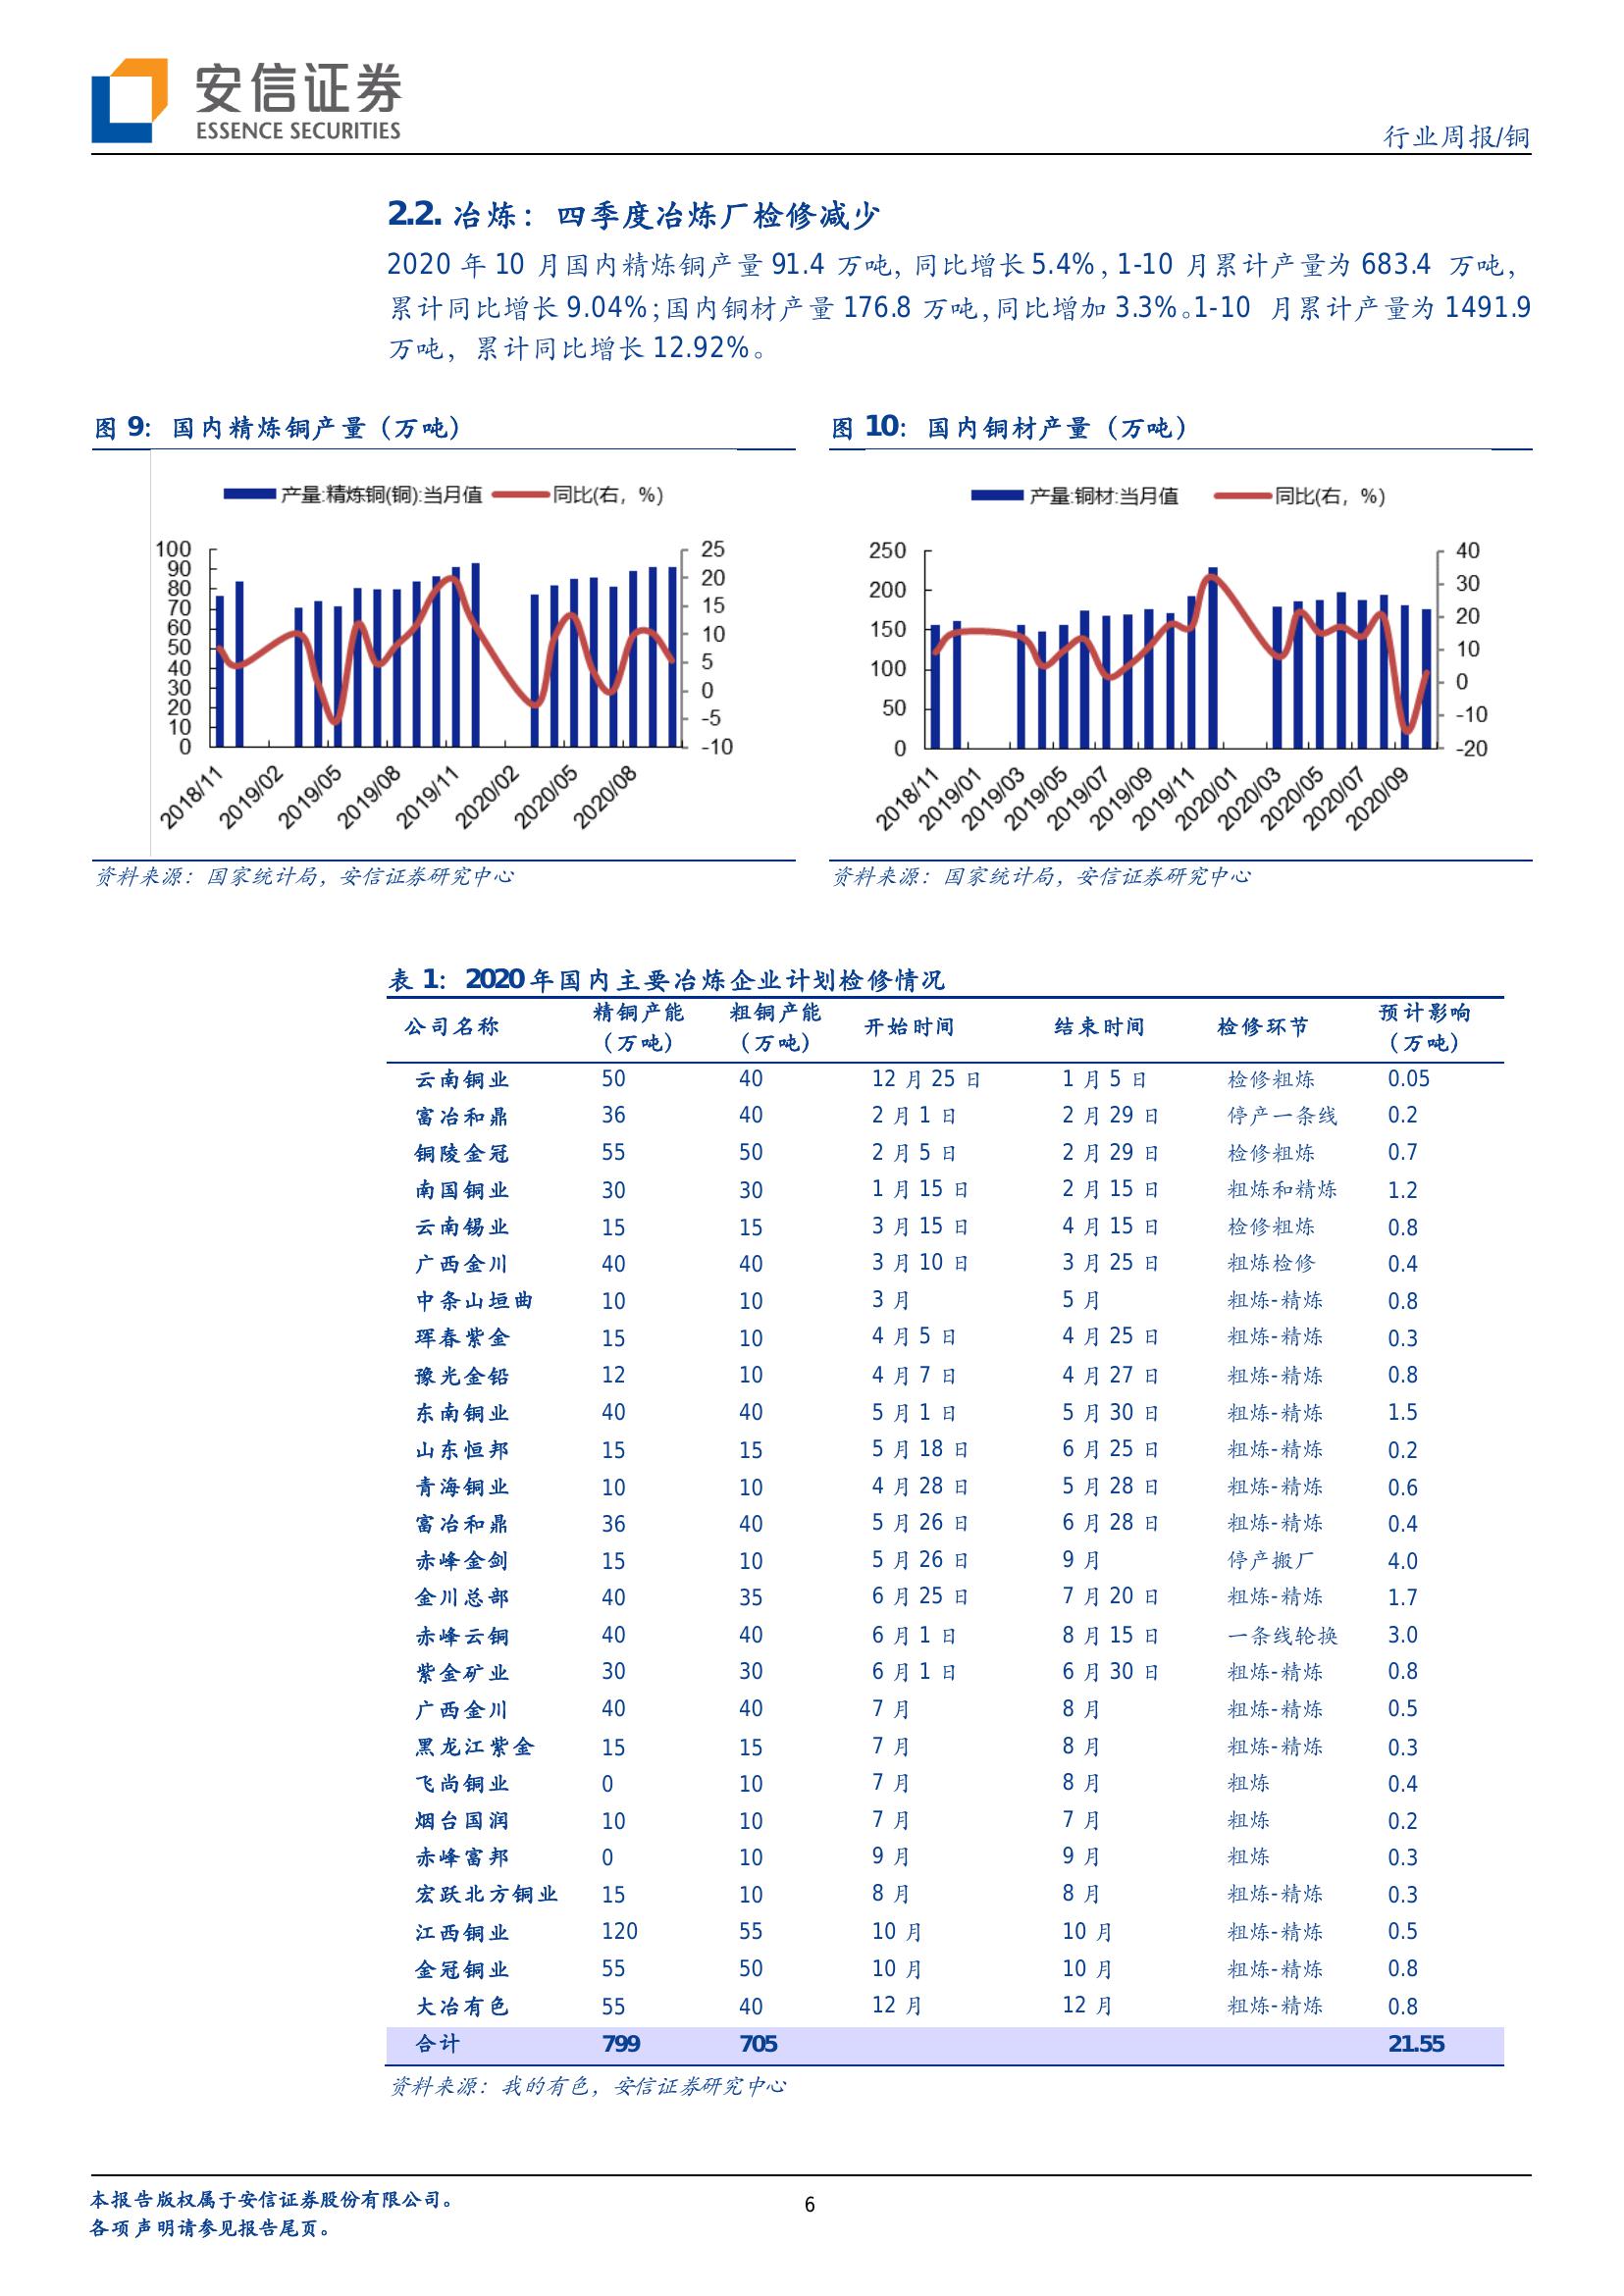 安信证券
ESSENCE SECURITIES
行业周报/铜
2.2. 冶炼：四季度冶炼厂检修减少
2020 年 10 月国内精炼铜产量 91.4 万吨，同比增长 5.4%，1-10 月累计产量为 683.4 万吨，
累计同比增长 9.04%；国内铜材产量 176.8 万吨，同比增加 3.3%。1-10 月累计产量为 1491.9
万吨，累计同比增长 12.92%。
图 9：国内精炼铜产量（万吨）
产量:精炼铜(铜):当月值 同比(右，%)
100 90 80 70 60 50 40 30 20 10 0
25 20 15 10 5 0 -5 -10
2018/11 2019/02 2019/05 2019/08 2019/11 2020/02 2020/05 2020/08
资料来源：国家统计局，安信证券研究中心
图 10：国内铜材产量（万吨）
产量:铜材:当月值 同比(右，%)
250 200 150 100 50 0
40 30 20 10 0 -10 -20
2018/11 2019/01 2019/03 2019/05 2019/07 2019/09 2019/11 2020/01 2020/03 2020/05 2020/07 2020/09
资料来源：国家统计局，安信证券研究中心
表 1：2020 年国内主要冶炼企业计划检修情况
公司名称 精铜产能（万吨） 粗铜产能（万吨） 开始时间 结束时间 检修环节 预计影响（万吨）
云南铜业 50 40 12 月 25 日 1 月 5 日 检修粗炼 0.05
富冶和鼎 36 40 2 月 1 日 2 月 29 日 停产一条线 0.2
铜陵金冠 55 50 2 月 5 日 2 月 29 日 检修粗炼 0.7
南国铜业 30 30 1 月 15 日 2 月 15 日 粗炼和精炼 1.2
云南锡业 15 15 3 月 15 日 4 月 15 日 检修粗炼 0.8
广西金川 40 40 3 月 10 日 3 月 25 日 粗炼检修 0.4
中条山垣曲 10 10 3 月 5 月 粗炼-精炼 0.8
珲春紫金 15 10 4 月 5 日 4 月 25 日 粗炼-精炼 0.3
豫光金铅 12 10 4 月 7 日 4 月 27 日 粗炼-精炼 0.8
东南铜业 40 40 5 月 1 日 5 月 30 日 粗炼-精炼 1.5
山东恒邦 15 15 5 月 18 日 6 月 25 日 粗炼-精炼 0.2
青海铜业 10 10 4 月 28 日 5 月 28 日 粗炼-精炼 0.6
富冶和鼎 36 40 5 月 26 日 6 月 28 日 粗炼-精炼 0.4
赤峰金剑 15 10 5 月 26 日 9 月 停产搬厂 4.0
金川总部 40 35 6 月 25 日 7 月 20 日 粗炼-精炼 1.7
赤峰云铜 40 40 6 月 1 日 8 月 15 日 一条线轮换 3.0
紫金矿业 30 30 6 月 1 日 6 月 30 日 粗炼-精炼 0.8
广西金川 40 40 7 月 8 月 粗炼-精炼 0.5
黑龙江紫金 15 15 7 月 8 月 粗炼-精炼 0.3
飞尚铜业 0 10 7 月 8 月 粗炼 0.4
烟台国润 10 10 7 月 7 月 粗炼 0.2
赤峰富邦 0 10 9 月 9 月 粗炼 0.3
宏跃北方铜业 15 10 8 月 8 月 粗炼-精炼 0.3
江西铜业 120 55 10 月 10 月 粗炼-精炼 0.5
金冠铜业 55 50 10 月 10 月 粗炼-精炼 0.8
大冶有色 55 40 12 月 12 月 粗炼-精炼 0.8
合计 799 705 21.55
资料来源：我的有色，安信证券研究中心
本报告版权属于安信证券股份有限公司。
各项声明请参见报告尾页。
6